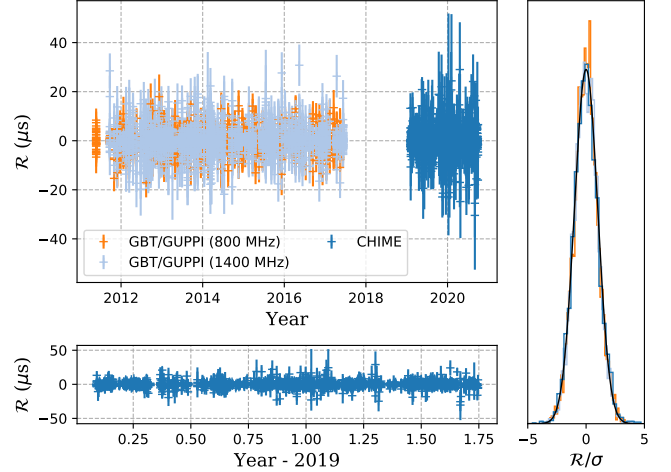 40
20
0
−20
−40
R (μs)
GBT/GUPPI (800 MHz)
GBT/GUPPI (1400 MHz)
CHIME
2012 2014 2016 2018 2020
Year
50
0
−50
R (μs)
0.25 0.50 0.75 1.00 1.25 1.50 1.75
Year - 2019
−5 0 5
R/σ